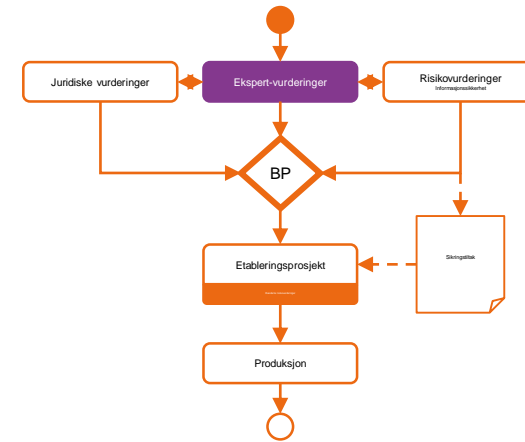 Juridiske vurderinger
Ekspert-vurderinger
Risikovurderinger
Informasjonssikkerhet
BP
Sikringstiltak
Etableringsprosjekt
Produksjon